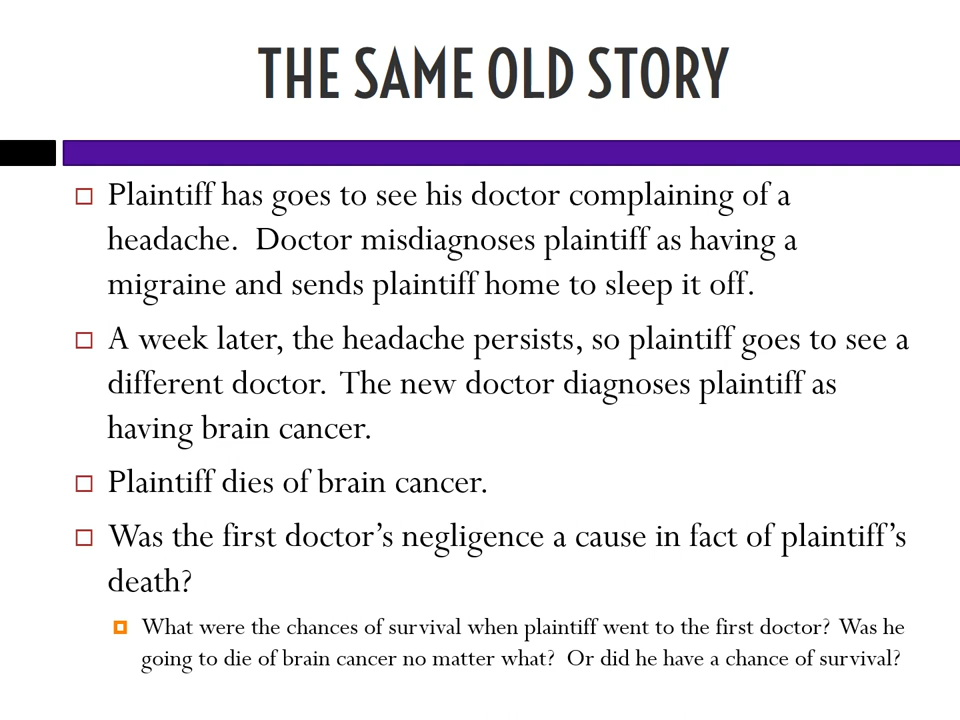 THE SAME OLD STORY
Plaintiff has goes to see his doctor complaining of a
headache.  Doctor misdiagnoses plaintiff as having a
migraine and sends plaintiff home to sleep it off.
A week later, the headache persists, so plaintiff goes to see a
different doctor.  The new doctor diagnoses plaintiff as
having brain cancer.
Plaintiff dies of brain cancer.
Was the first doctor’s negligence a cause in fact of plaintiff’s
death?
What were the chances of survival when plaintiff went to the first doctor?  Was he
going to die of brain cancer no matter what?  Or did he have a chance of survival?